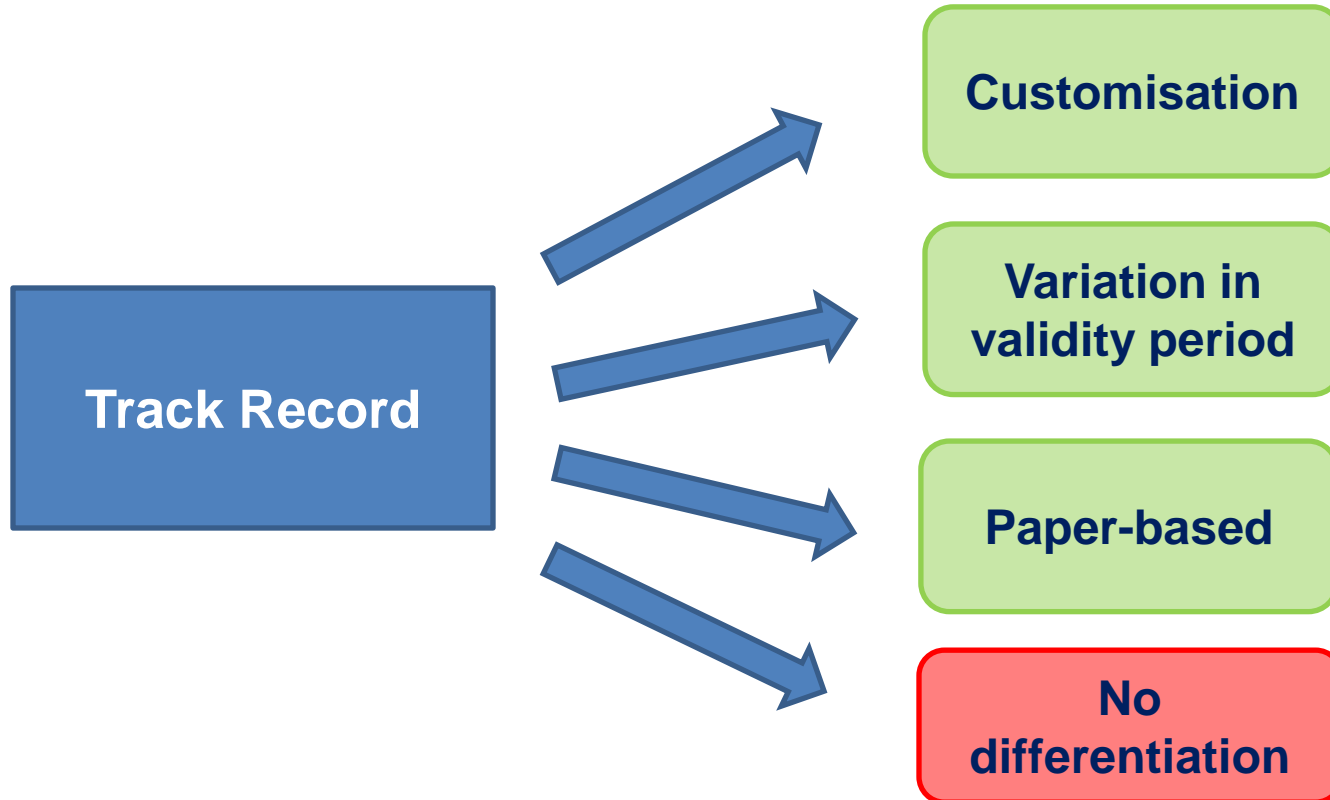 Customisation
Variation in
validity period
Track Record
Paper-based
No
differentiation